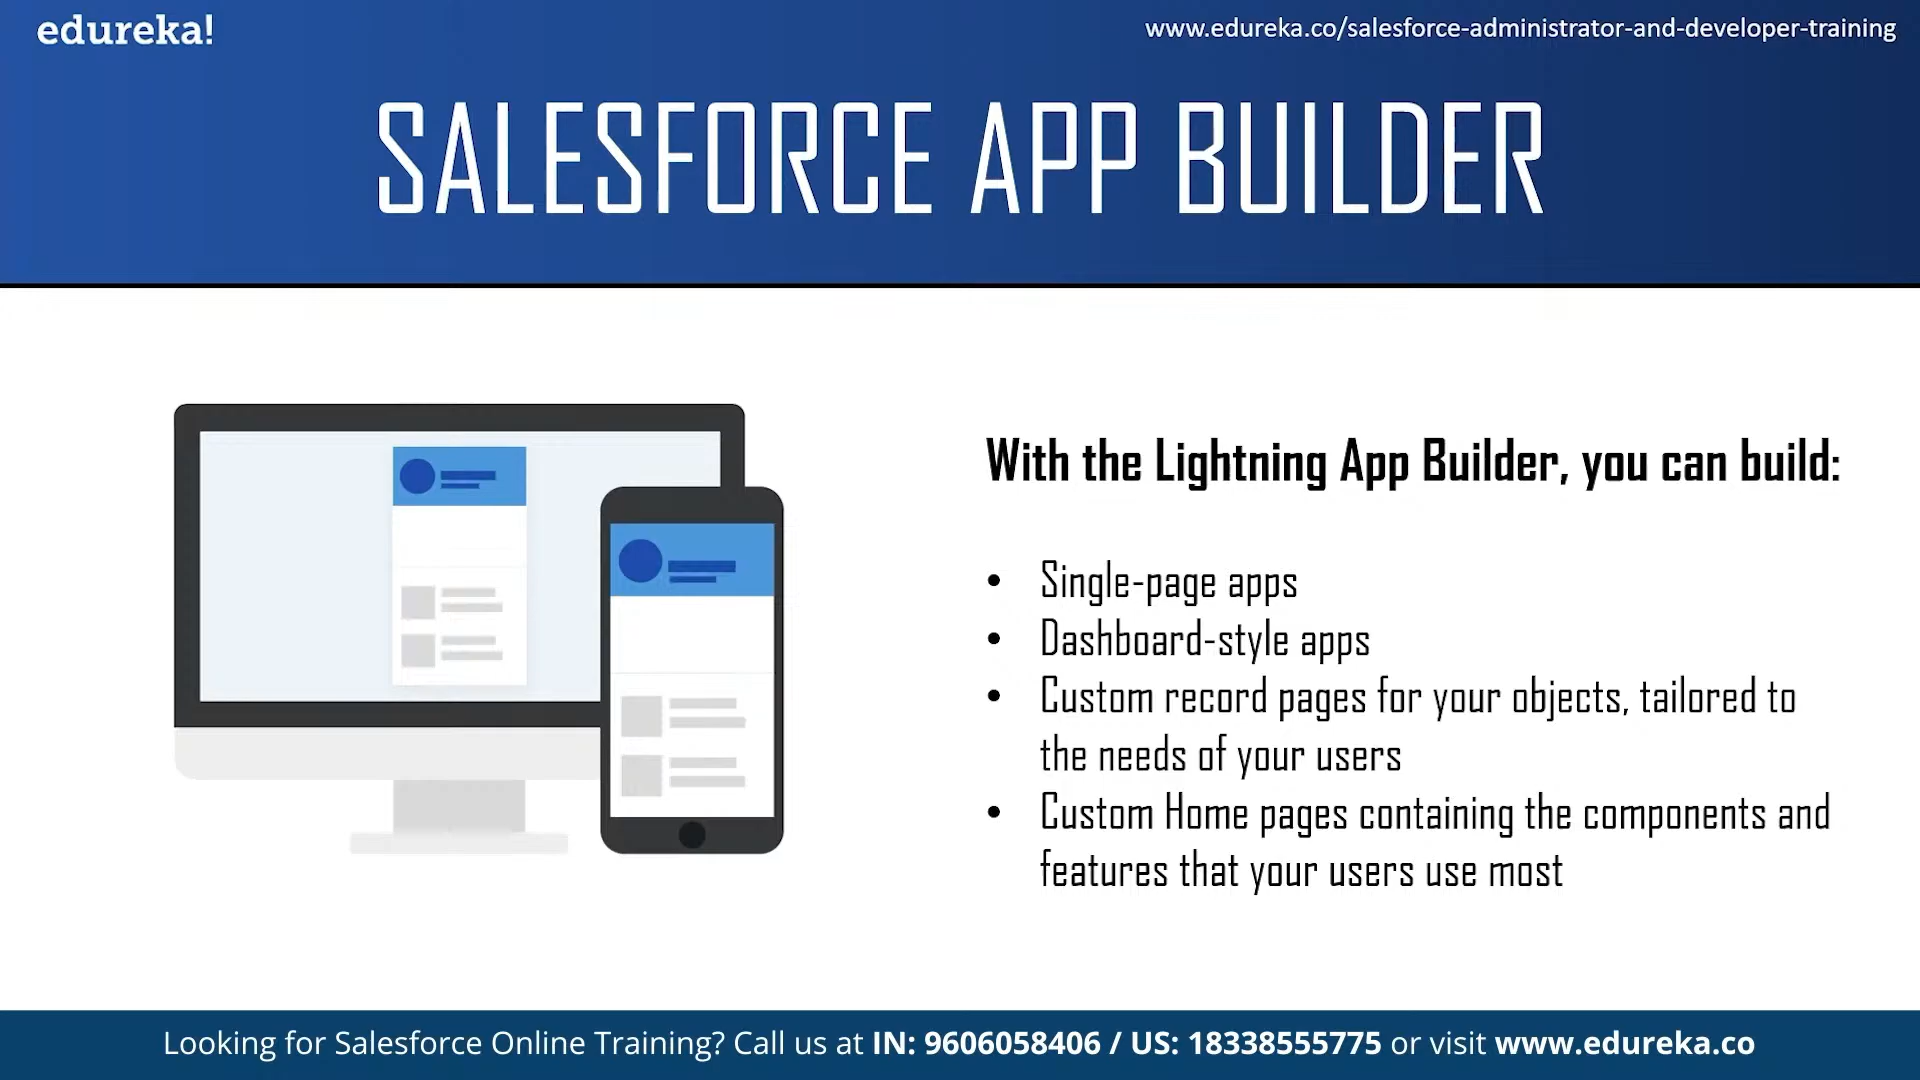 edureka!
www.edureka.co/salesforce-administrator-and-developer-training
SALESFORCE APP BUILDER
With the Lightning App Builder, you can build:
• Single-page apps
• Dashboard-style apps
• Custom record pages for your objects, tailored to
the needs of your users
• Custom Home pages containing the components and
features that your users use most
Looking for Salesforce Online Training? Call us at IN: 9606058406 / US: 18338555775 or visit www.edureka.co